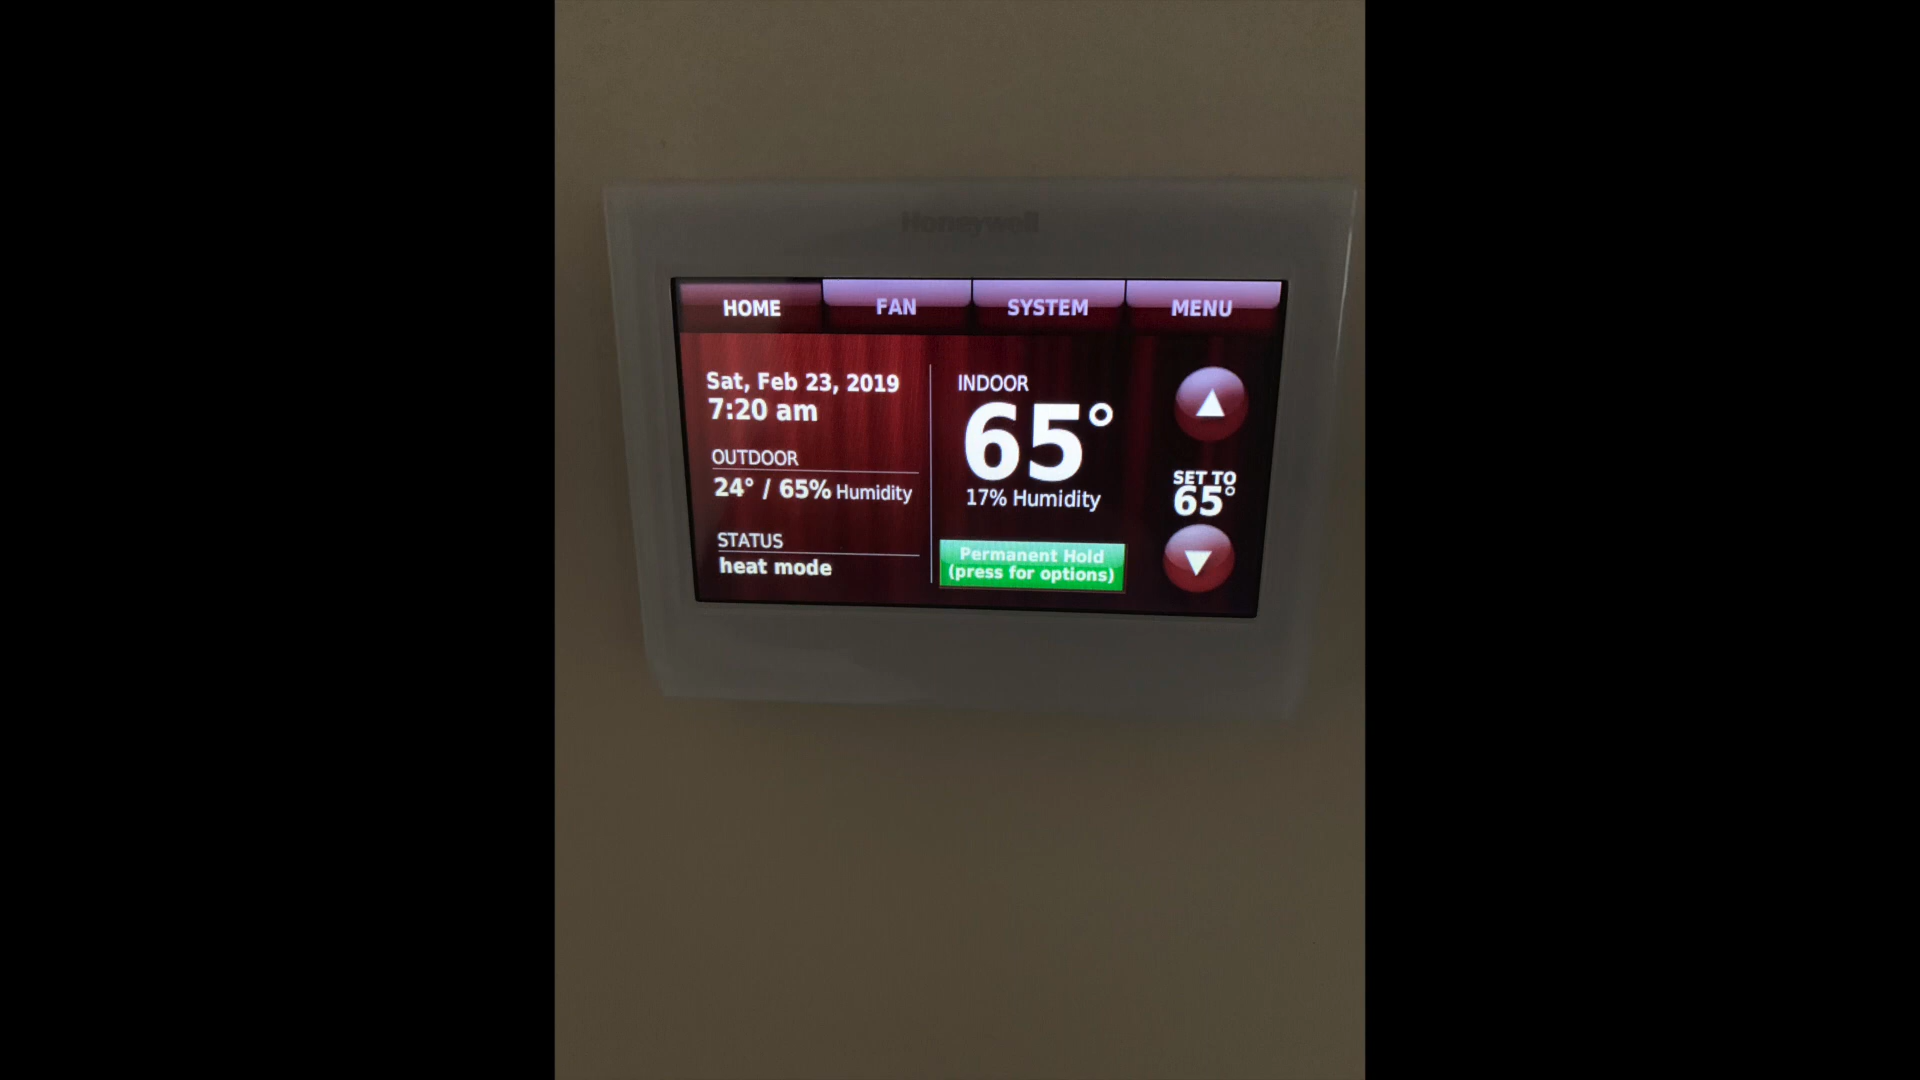 Honeywell
HOME FAN SYSTEM MENU
Sat, Feb 23, 2019
7:20 am
OUTDOOR
24° / 65% Humidity
STATUS
heat mode
INDOOR
65°
17% Humidity
Permanent Hold
(press for options)
SET TO
65°